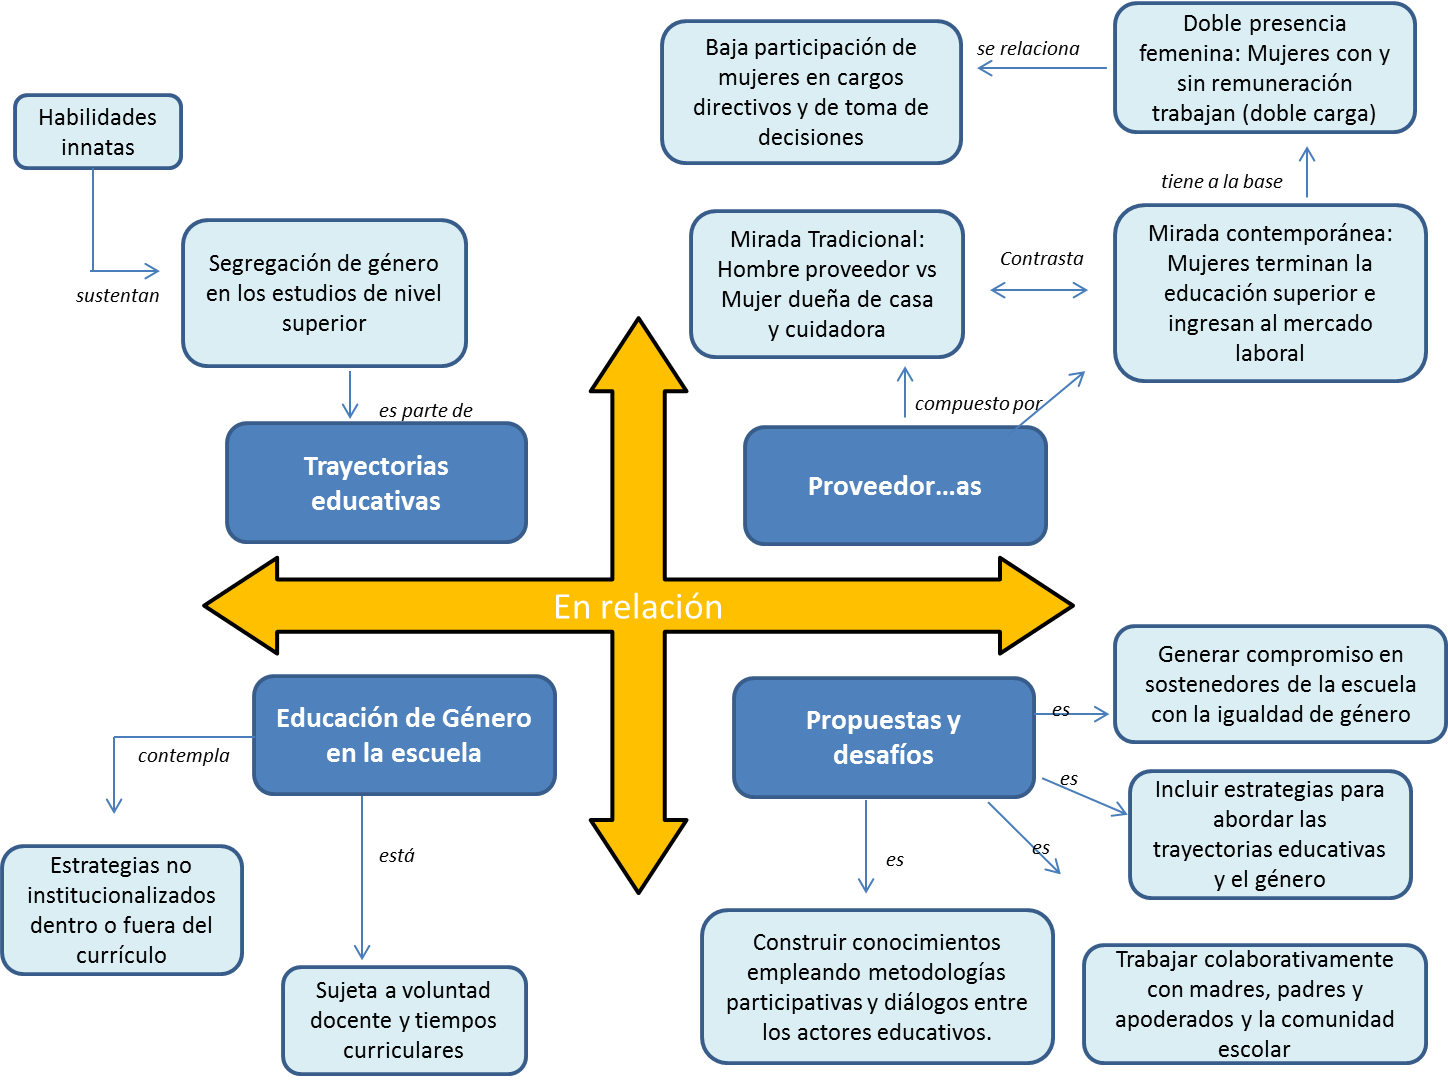 Habilidades
innatas
sustentan
Segregación de género
en los estudios de nivel
superior
es parte de
Trayectorias
educativas
Baja participación de
mujeres en cargos
directivos y de toma de
decisiones
se relaciona
Doble presencia
femenina: Mujeres con y
sin remuneración
trabajan (doble carga)
tiene a la base
Mirada Tradicional:
Hombre proveedor vs
Mujer dueña de casa
y cuidadora
Contrasta
Mirada contemporánea:
Mujeres terminan la
educación superior e
ingresan al mercado
laboral
compuesto por
Proveedor...as
En relación
Educación de Género
en la escuela
contempla
Estrategias no
institucionalizados
dentro o fuera del
currículo
está
Sujeta a voluntad
docente y tiempos
curriculares
Propuestas y
desafíos
es
Generar compromiso en
sostenedores de la escuela
con la igualdad de género
es
Incluir estrategias para
abordar las
trayectorias educativas
y el género
es
Trabajar colaborativamente
con madres, padres y
apoderados y la comunidad
escolar
es
Construir conocimientos
empleando metodologías
participativas y diálogos entre
los actores educativos.